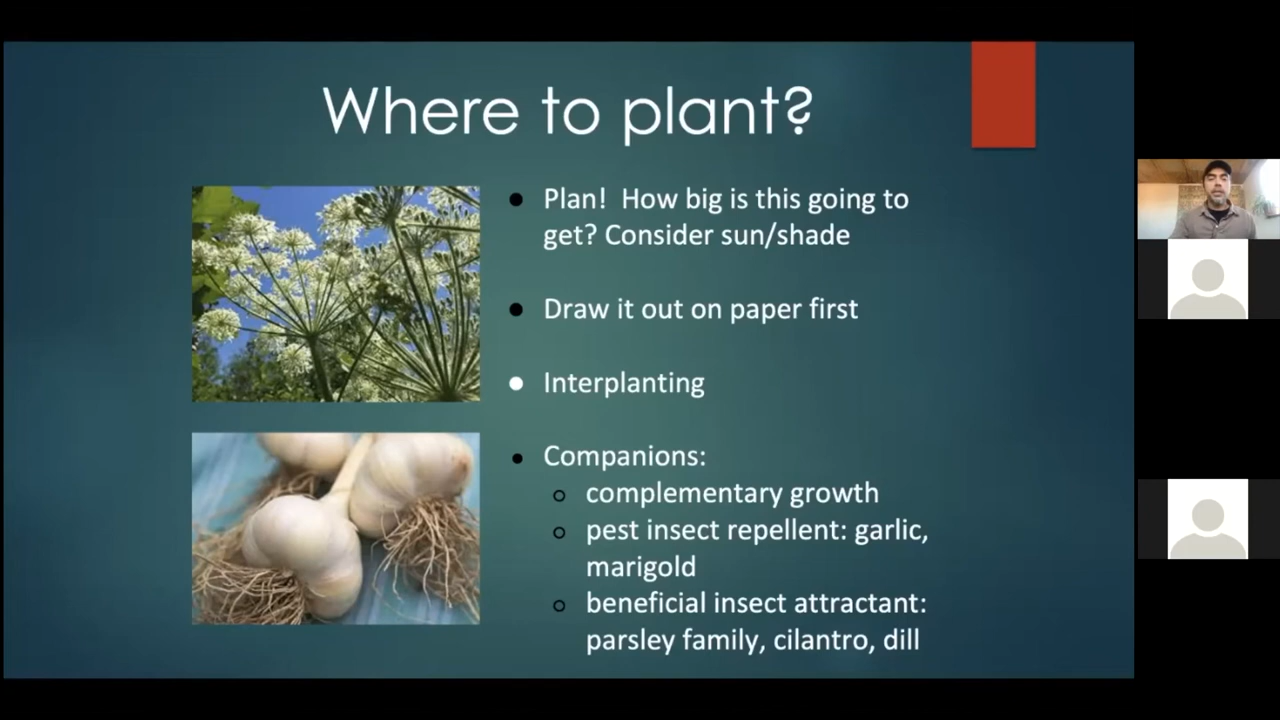 Where to plant?
Plan!  How big is this going to
get? Consider sun/shade
Draw it out on paper first
Interplanting
Companions:
complementary growth
pest insect repellent: garlic,
marigold
beneficial insect attractant:
parsley family, cilantro, dill